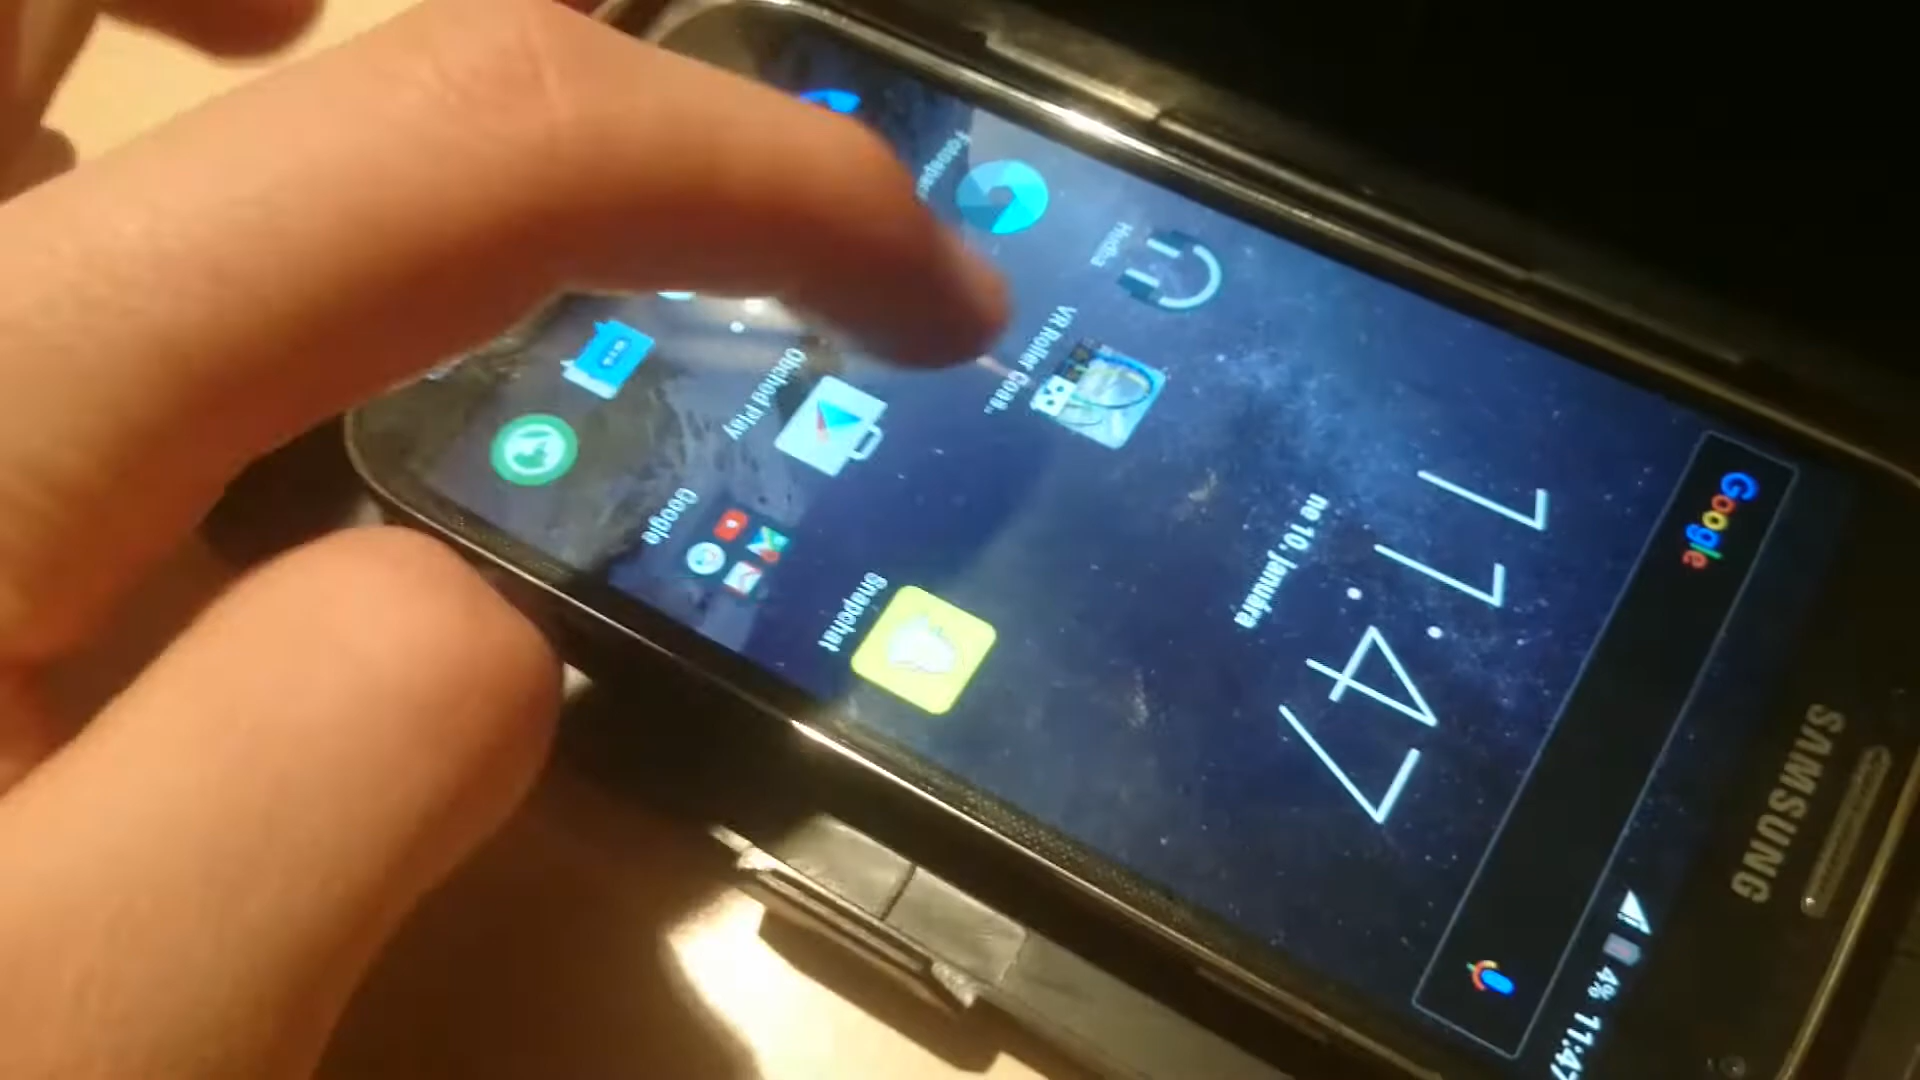 SAMSUNG
4% 11:47
Google
11:47
ne 10. januára
Hudba
VR Roller Coas..
Snapchat
Obchod Play
Google